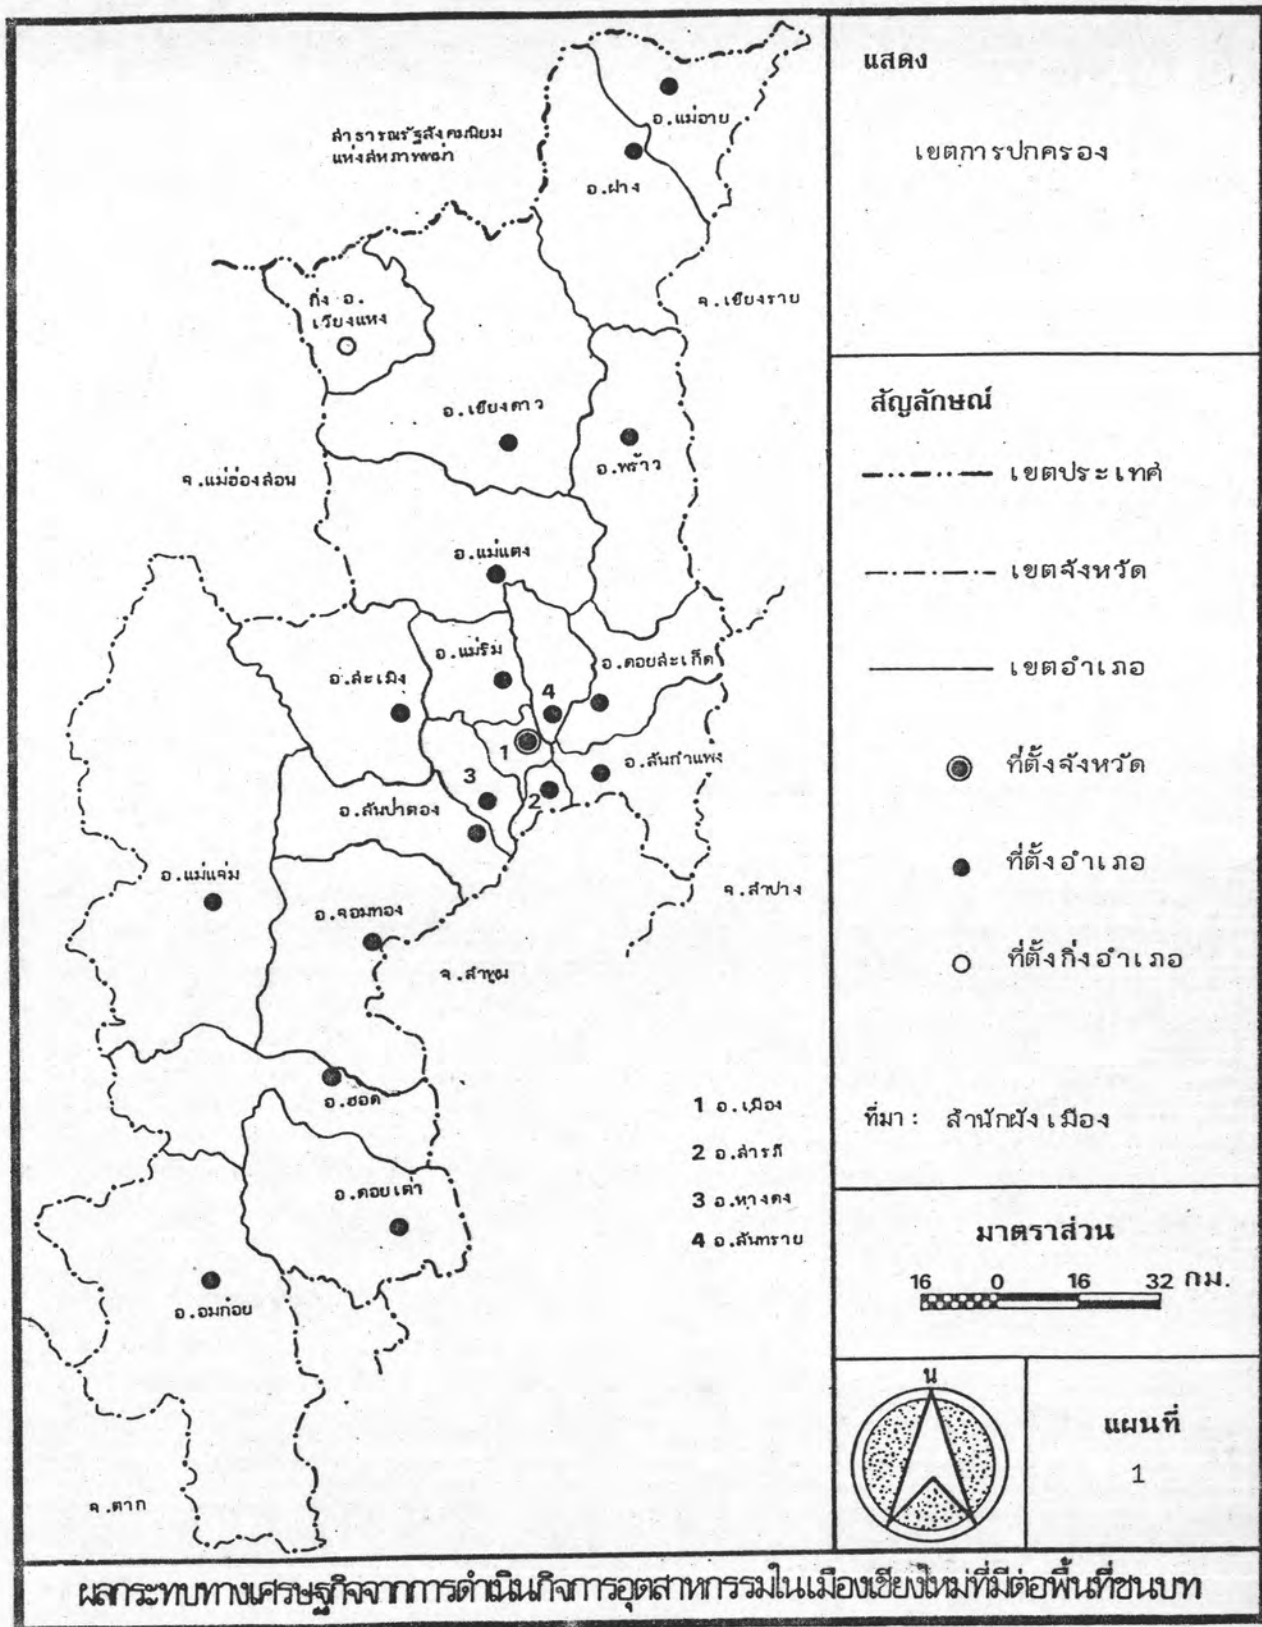 สาธารณรัฐสังคมนิยม
แห่งสหภาพพม่า
อ.แม่อาย
อ.ฝาง
จ.เชียงราย
กิ่ง อ.
เวียงแหง
อ.เชียงดาว
อ.พร้าว
จ.แม่ฮ่องสอน
อ.แม่แตง
อ.แม่ริม
อ.ดอยสะเก็ด
อ.สะเมิง
4
1
อ.สันกำแพง
3
2
อ.สันป่าตอง
อ.แม่แจ่ม
จ.ลำปาง
อ.จอมทอง
จ.ลำพูน
อ.ฮอด
อ.ดอยเต่า
อ.อมก๋อย
จ.ตาก
1 อ.เมือง
2 อ.สารภี
3 อ.หางดง
4 อ.สันทราย
แสดง
เขตการปกครอง
สัญลักษณ์
เขตประเทศ
เขตจังหวัด
เขตอำเภอ
ที่ตั้งจังหวัด
ที่ตั้งอำเภอ
ที่ตั้งกิ่งอำเภอ
ที่มา : สำนักผังเมือง
มาตราส่วน
16 0 16 32 กม.
น
แผนที่
1
ผลกระทบทางเศรษฐกิจจากการดำเนินกิจการอุตสาหกรรมในเมืองเชียงใหม่ที่มีต่อพื้นที่ชนบท